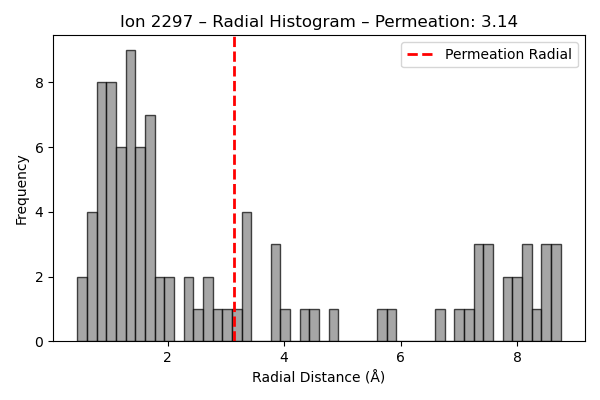 Ion 2297 – Radial Histogram – Permeation: 3.14
Permeation Radial
Frequency
8
6
4
2
0
2 4 6 8
Radial Distance (Å)